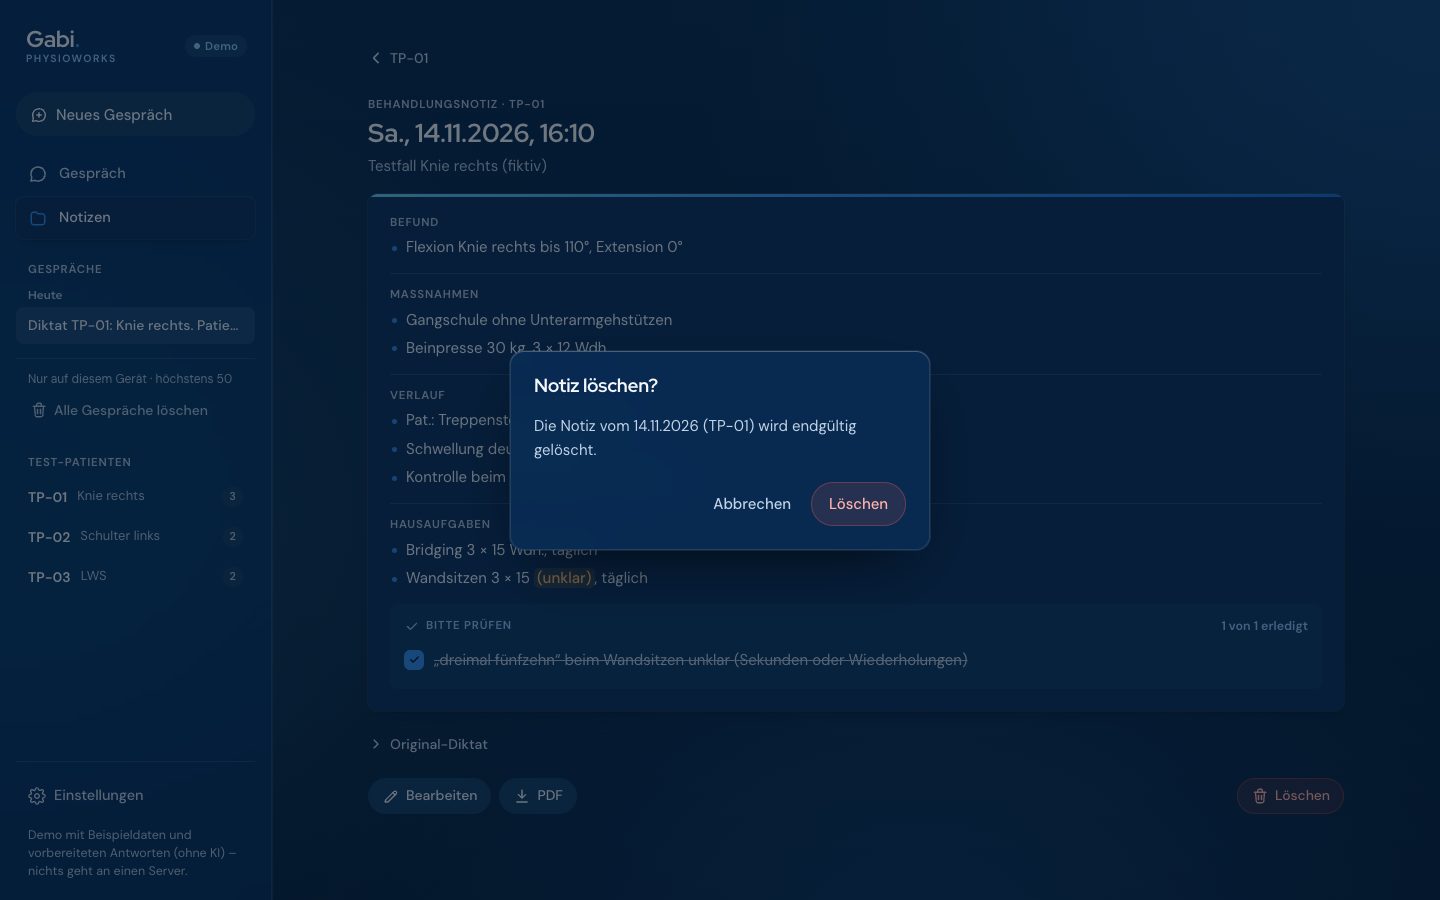 Gabi.
PHYSIOWORKS
Demo
Neues Gespräch
Gespräch
Notizen
GESPRÄCHE
Heute
Diktat TP-01: Knie rechts. Patie…
Nur auf diesem Gerät · höchstens 50
Alle Gespräche löschen
TEST-PATIENTEN
TP-01 Knie rechts 3
TP-02 Schulter links 2
TP-03 LWS 2
Einstellungen
Demo mit Beispieldaten und
vorbereiteten Antworten (ohne KI) –
nichts geht an einen Server.
TP-01
BEHANDLUNGSNOTIZ · TP-01
Sa., 14.11.2026, 16:10
Testfall Knie rechts (fiktiv)
BEFUND
Flexion Knie rechts bis 110°, Extension 0°
MASSNAHMEN
Gangschule ohne Unterarmgehstützen
Beinpresse 30 kg, 3 × 12 Wdh.
VERLAUF
Pat.:
Schwellung
Kontrolle beim
HAUSAUFGABEN
Bridging 3 × 15 Wdh., täglich
Wandsitzen 3 × 15 (unklar), täglich
BITTE PRÜFEN
1 von 1 erledigt
„dreimal fünfzehn“ beim Wandsitzen unklar (Sekunden oder Wiederholungen)
Original-Diktat
Bearbeiten
PDF
Löschen
Notiz löschen?
Die Notiz vom 14.11.2026 (TP-01) wird endgültig
gelöscht.
Abbrechen
Löschen